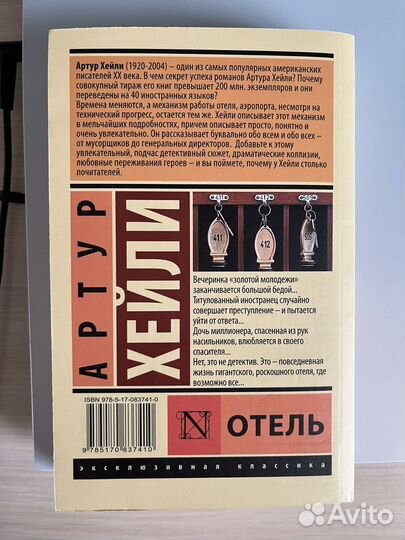 Артур Хейли (1920-2004) – один из самых популярных американских
писателей XX века. В чем секрет успеха романов Артура Хейли? Почему
совокупный тираж его книг превышает 200 млн. экземпляров и они
переведены на 40 иностранных языков?
Времена меняются, а механизм работы отеля, аэропорта, несмотря на
технический прогресс, остается тем же. Хейли описывает этот механизм
в мельчайших подробностях, причем описывает просто, понятно и
очень увлекательно. Он рассказывает буквально обо всем и обо всех –
от мусорщиков до генеральных директоров. Добавьте к этому
увлекательный, подчас детективный сюжет, драматические коллизии,
любовные переживания героев – и вы поймете, почему у Хейли столько
почитателей.
АРТУР
ХЕЙЛИ
411
412
411
412
Вечеринка «золотой молодежи»
заканчивается большой бедой...
Титулованный иностранец случайно
совершает преступление – и пытается
уйти от ответа...
Дочь миллионера, спасенная из рук
насильников, влюбляется в своего
спасителя...
Нет, это не детектив. Это – повседневная
жизнь гигантского, роскошного отеля, где
возможно все...
ISBN 978-5-17-083741-0
9 785170 837410
N
ОТЕЛЬ
эксклюзивная классика
Avito